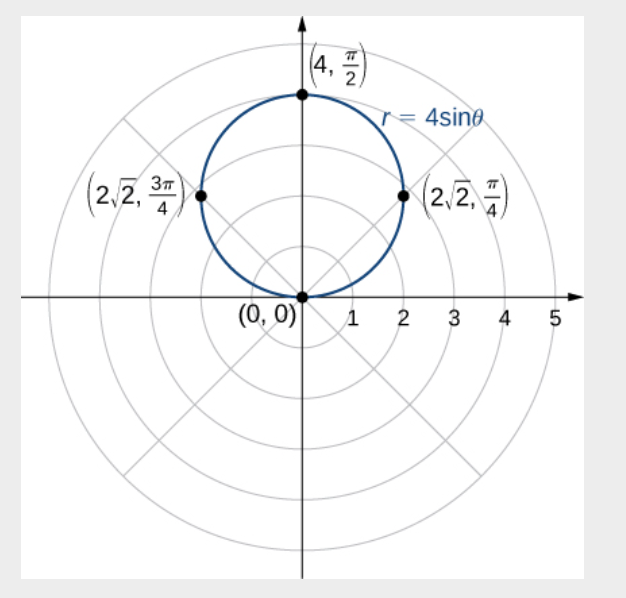 (4, π/2)
r = 4sinθ
(2√2, 3π/4)
(2√2, π/4)
(0, 0)
1 2 3 4 5